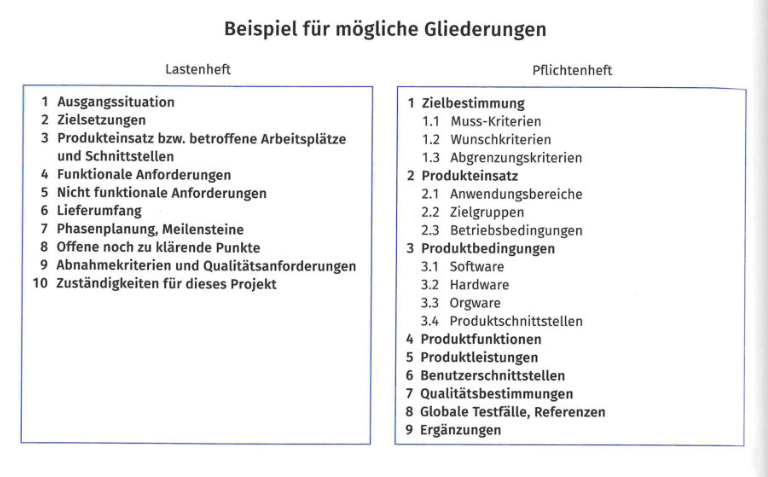 Beispiel für mögliche Gliederungen
Lastenheft
1 Ausgangssituation
2 Zielsetzungen
3 Produkteinsatz bzw. betroffene Arbeitsplätze
und Schnittstellen
4 Funktionale Anforderungen
5 Nicht funktionale Anforderungen
6 Lieferumfang
7 Phasenplanung, Meilensteine
8 Offene noch zu klärende Punkte
9 Abnahmekriterien und Qualitätsanforderungen
10 Zuständigkeiten für dieses Projekt
Pflichtenheft
1 Zielbestimmung
1.1 Muss-Kriterien
1.2 Wunschkriterien
1.3 Abgrenzungskriterien
2 Produkteinsatz
2.1 Anwendungsbereiche
2.2 Zielgruppen
2.3 Betriebsbedingungen
3 Produktbedingungen
3.1 Software
3.2 Hardware
3.3 Orgware
3.4 Produktschnittstellen
4 Produktfunktionen
5 Produktleistungen
6 Benutzerschnittstellen
7 Qualitätsbestimmungen
8 Globale Testfälle, Referenzen
9 Ergänzungen